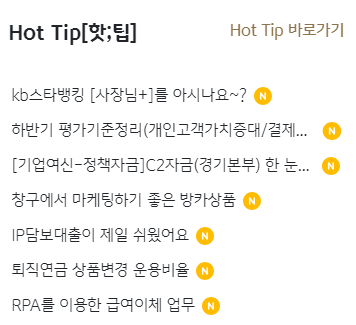 Hot Tip[핫;팁]
Hot Tip 바로가기
kb스타뱅킹 [사장님+]를 아시나요~? N
하반기 평가기준정리(개인고객가치증대/결제... N
[기업여신-정책자금]C2자금(경기본부) 한 눈... N
창구에서 마케팅하기 좋은 방카상품 N
IP담보대출이 제일 쉬웠어요 N
퇴직연금 상품변경 운용비율 N
RPA를 이용한 급여이체 업무 N